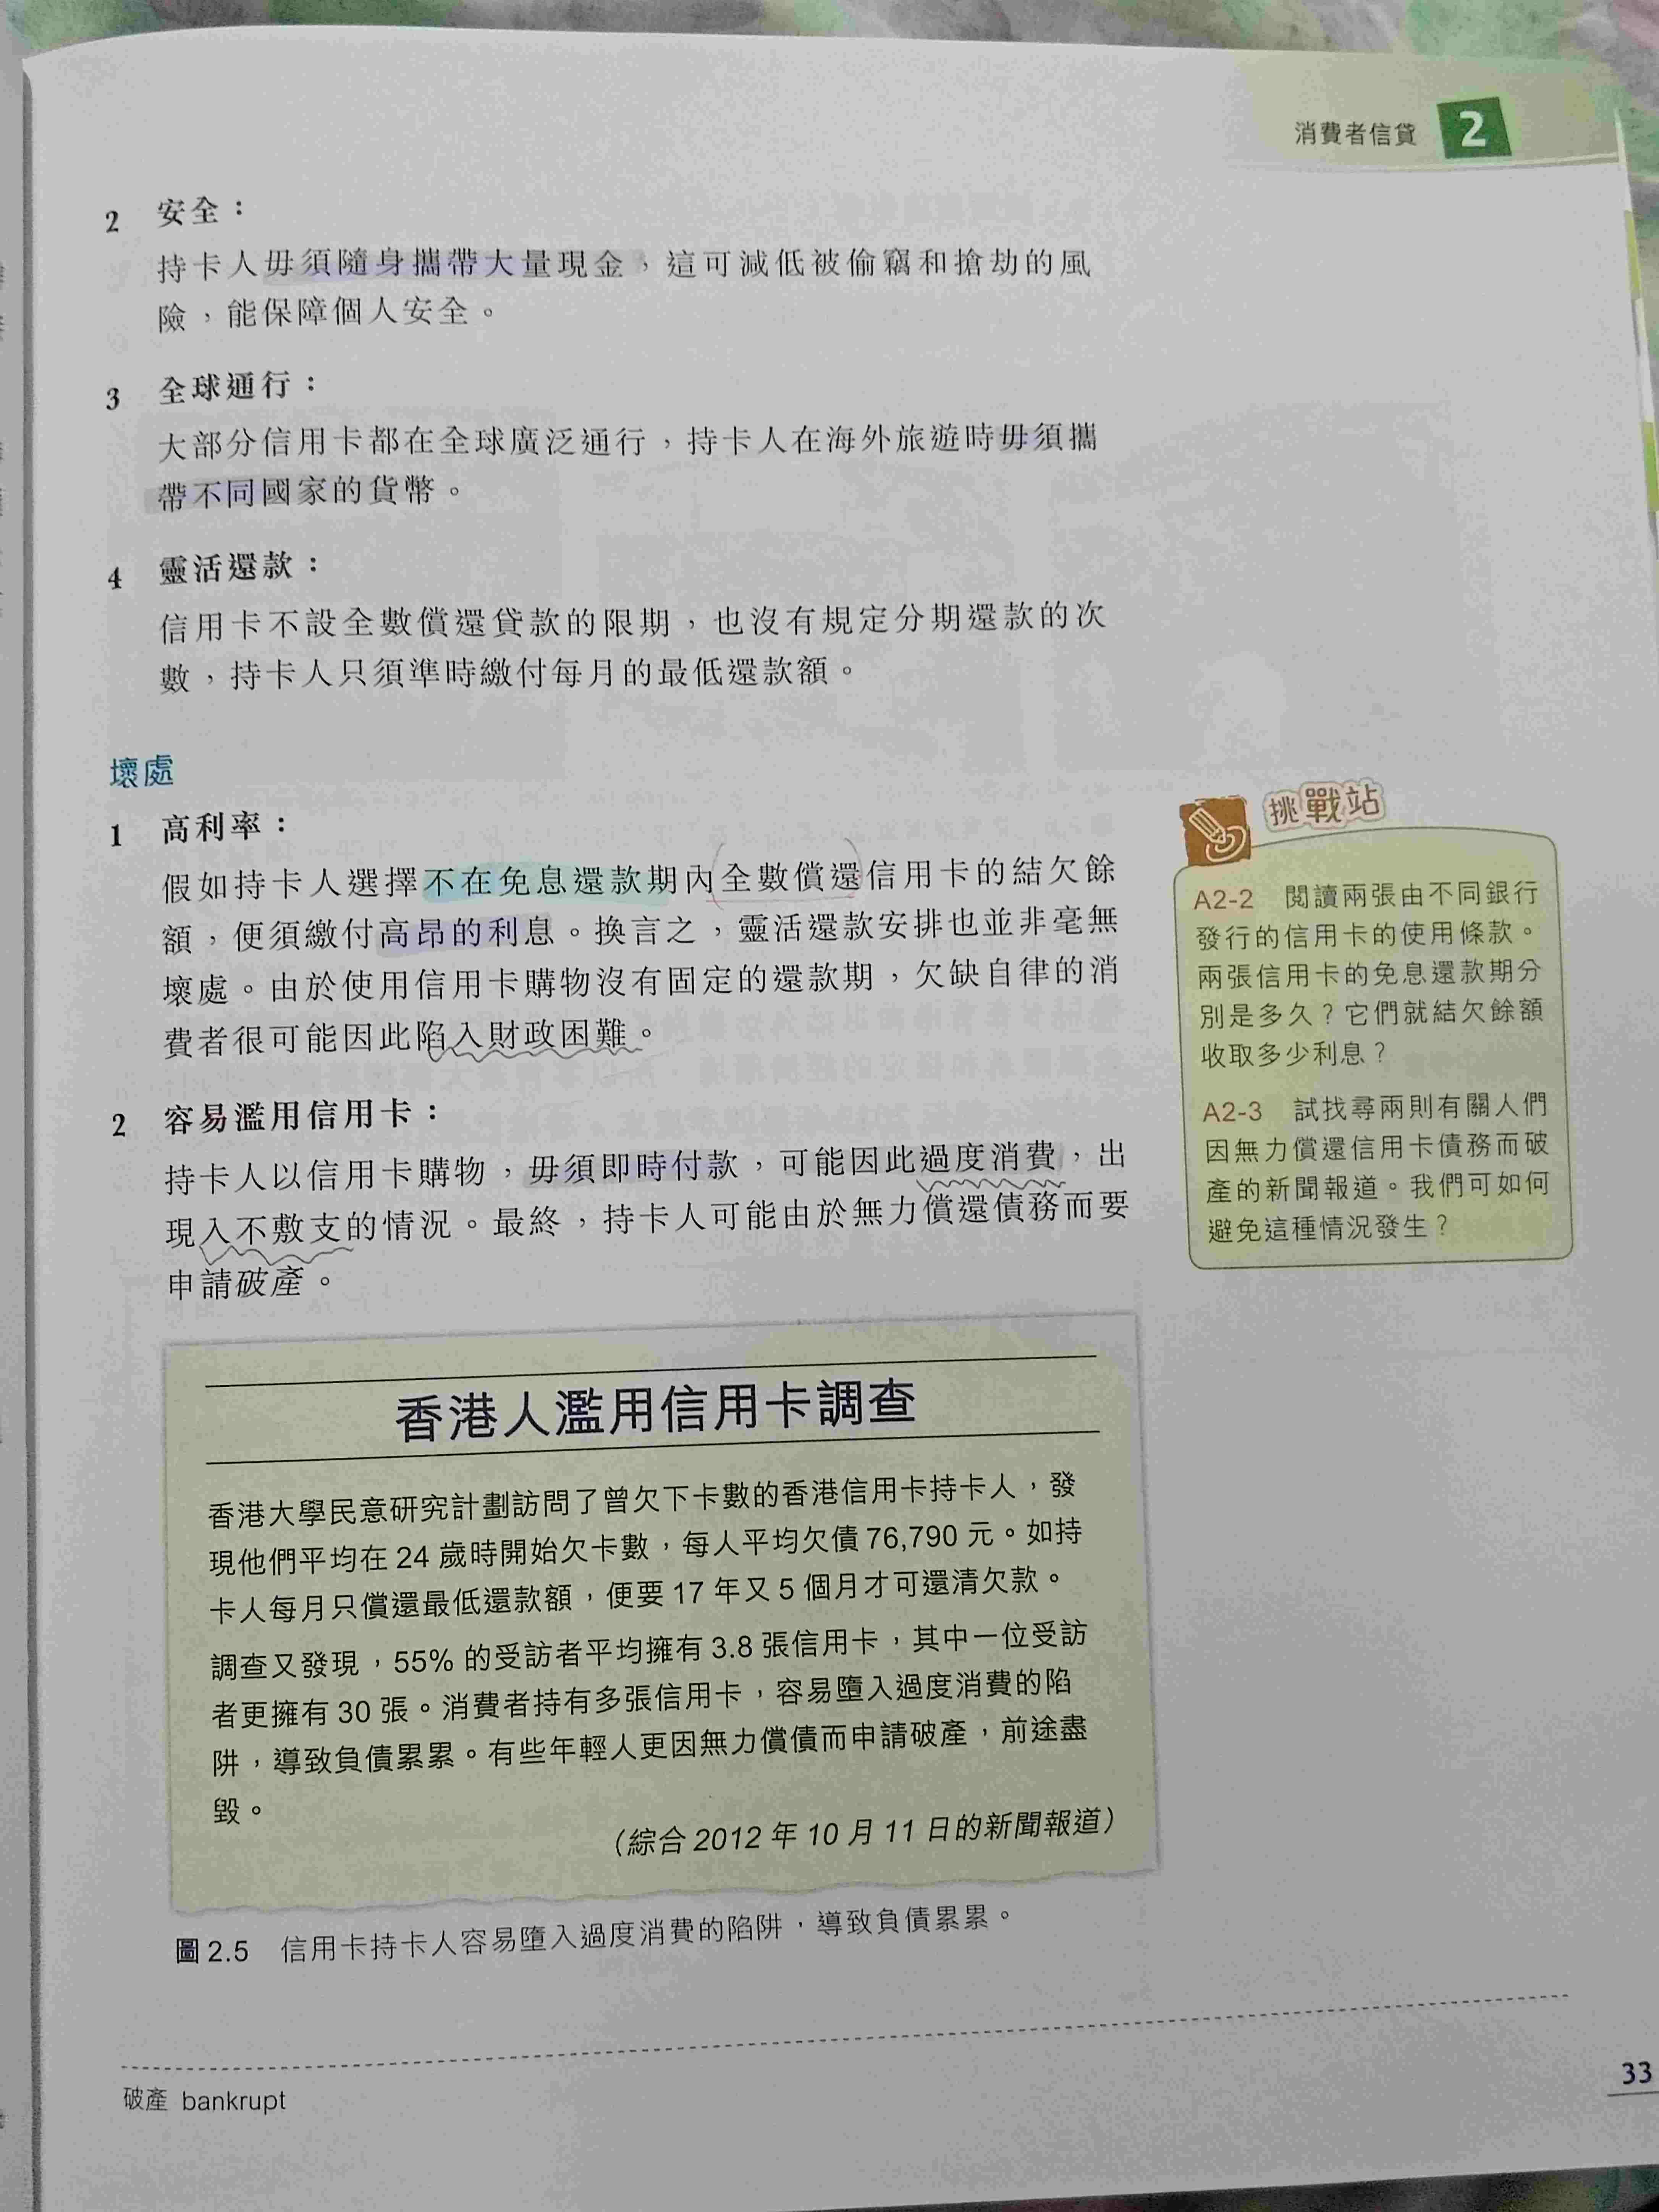 消費者信貸 2
2 安全：
持卡人毋須隨身攜帶大量現金，這可減低被偷竊和搶劫的風
險，能保障個人安全。
3 全球通行：
大部分信用卡都在全球廣泛通行，持卡人在海外旅遊時毋須攜
帶不同國家的貨幣。
4 靈活還款：
信用卡不設全數償還貸款的限期，也沒有規定分期還款的次
數，持卡人只須準時繳付每月的最低還款額。
壞處
1 高利率：
假如持卡人選擇不在免息還款期內全數償還信用卡的結欠餘
額，便須繳付高昂的利息。換言之，靈活還款安排也並非毫無
壞處。由於使用信用卡購物沒有固定的還款期，欠缺自律的消
費者很可能因此陷入財政困難。
2 容易濫用信用卡：
持卡人以信用卡購物，毋須即時付款，可能因此過度消費，出
現入不敷支的情況。最終，持卡人可能由於無力償還債務而要
申請破產。
挑戰站
A2-2 閱讀兩張由不同銀行
發行的信用卡的使用條款。
兩張信用卡的免息還款期分
別是多久？它們就結欠餘額
收取多少利息？
A2-3 試找尋兩則有關人們
因無力償還信用卡債務而破
產的新聞報道。我們可如何
避免這種情況發生？
香港人濫用信用卡調查
香港大學民意研究計劃訪問了曾欠下卡數的香港信用卡持卡人，發
現他們平均在 24 歲時開始欠卡數，每人平均欠債 76,790 元。如持
卡人每月只償還最低還款額，便要 17 年又 5 個月才可還清欠款。
調查又發現，55% 的受訪者平均擁有 3.8 張信用卡，其中一位受訪
者更擁有 30 張。消費者持有多張信用卡，容易墮入過度消費的陷
阱，導致負債累累。有些年輕人更因無力償債而申請破產，前途盡
毀。
（綜合 2012 年 10 月 11 日的新聞報道）
圖 2.5 信用卡持卡人容易墮入過度消費的陷阱，導致負債累累。
破產 bankrupt
33